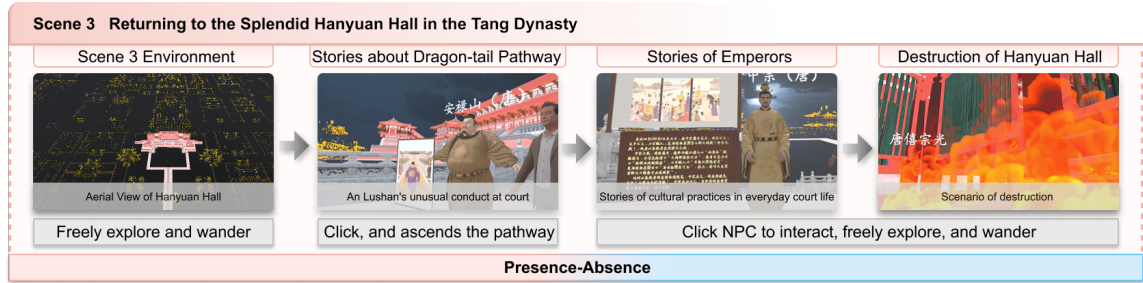 Scene 3 Returning to the Splendid Hanyuan Hall in the Tang Dynasty
Scene 3 Environment
Stories about Dragon-tail Pathway
Stories of Emperors
Destruction of Hanyuan Hall
安禄山（唐）
中宗（唐）
唐僖宗光
Aerial View of Hanyuan Hall
An Lushan's unusual conduct at court
Stories of cultural practices in everyday court life
Scenario of destruction
Freely explore and wander
Click, and ascends the pathway
Click NPC to interact, freely explore, and wander
Presence-Absence